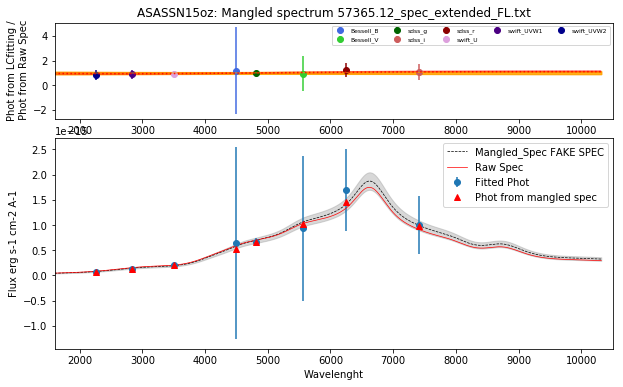 ASASSN15oz: Mangled spectrum 57365.12_spec_extended_FL.txt
Phot from LCfitting /
Phot from Raw Spec
4
2
0
−2
Bessell_B
Bessell_V
sdss_g
sdss_i
sdss_r
swift_U
swift_UVW1
swift_UVW2
2000 3000 4000 5000 6000 7000 8000 9000 10000
Flux erg s-1 cm-2 A-1
2.5
2.0
1.5
1.0
0.5
0.0
−0.5
−1.0
Mangled_Spec FAKE SPEC
Raw Spec
Fitted Phot
Phot from mangled spec
2000 3000 4000 5000 6000 7000 8000 9000 10000
Wavelenght